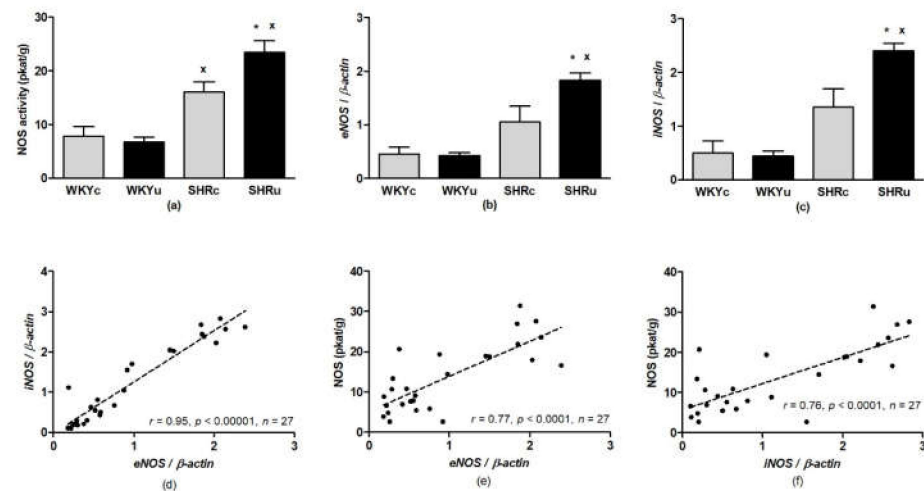 30
20
10
0
NOS activity (pkat/g)
x
* x
WKYc WKYu SHRc SHRu
(a)
3
2
1
0
eNOS / β-actin
* x
WKYc WKYu SHRc SHRu
(b)
3
2
1
0
iNOS / β-actin
* x
WKYc WKYu SHRc SHRu
(c)
4
3
2
1
0
iNOS / β-actin
r = 0.95, p < 0.00001, n = 27
0 1 2 3
eNOS / β-actin
(d)
40
30
20
10
0
NOS (pkat/g)
r = 0.77, p < 0.0001, n = 27
0 1 2 3
eNOS / β-actin
(e)
40
30
20
10
0
NOS (pkat/g)
r = 0.76, p < 0.0001, n = 27
0 1 2 3
iNOS / β-actin
(f)